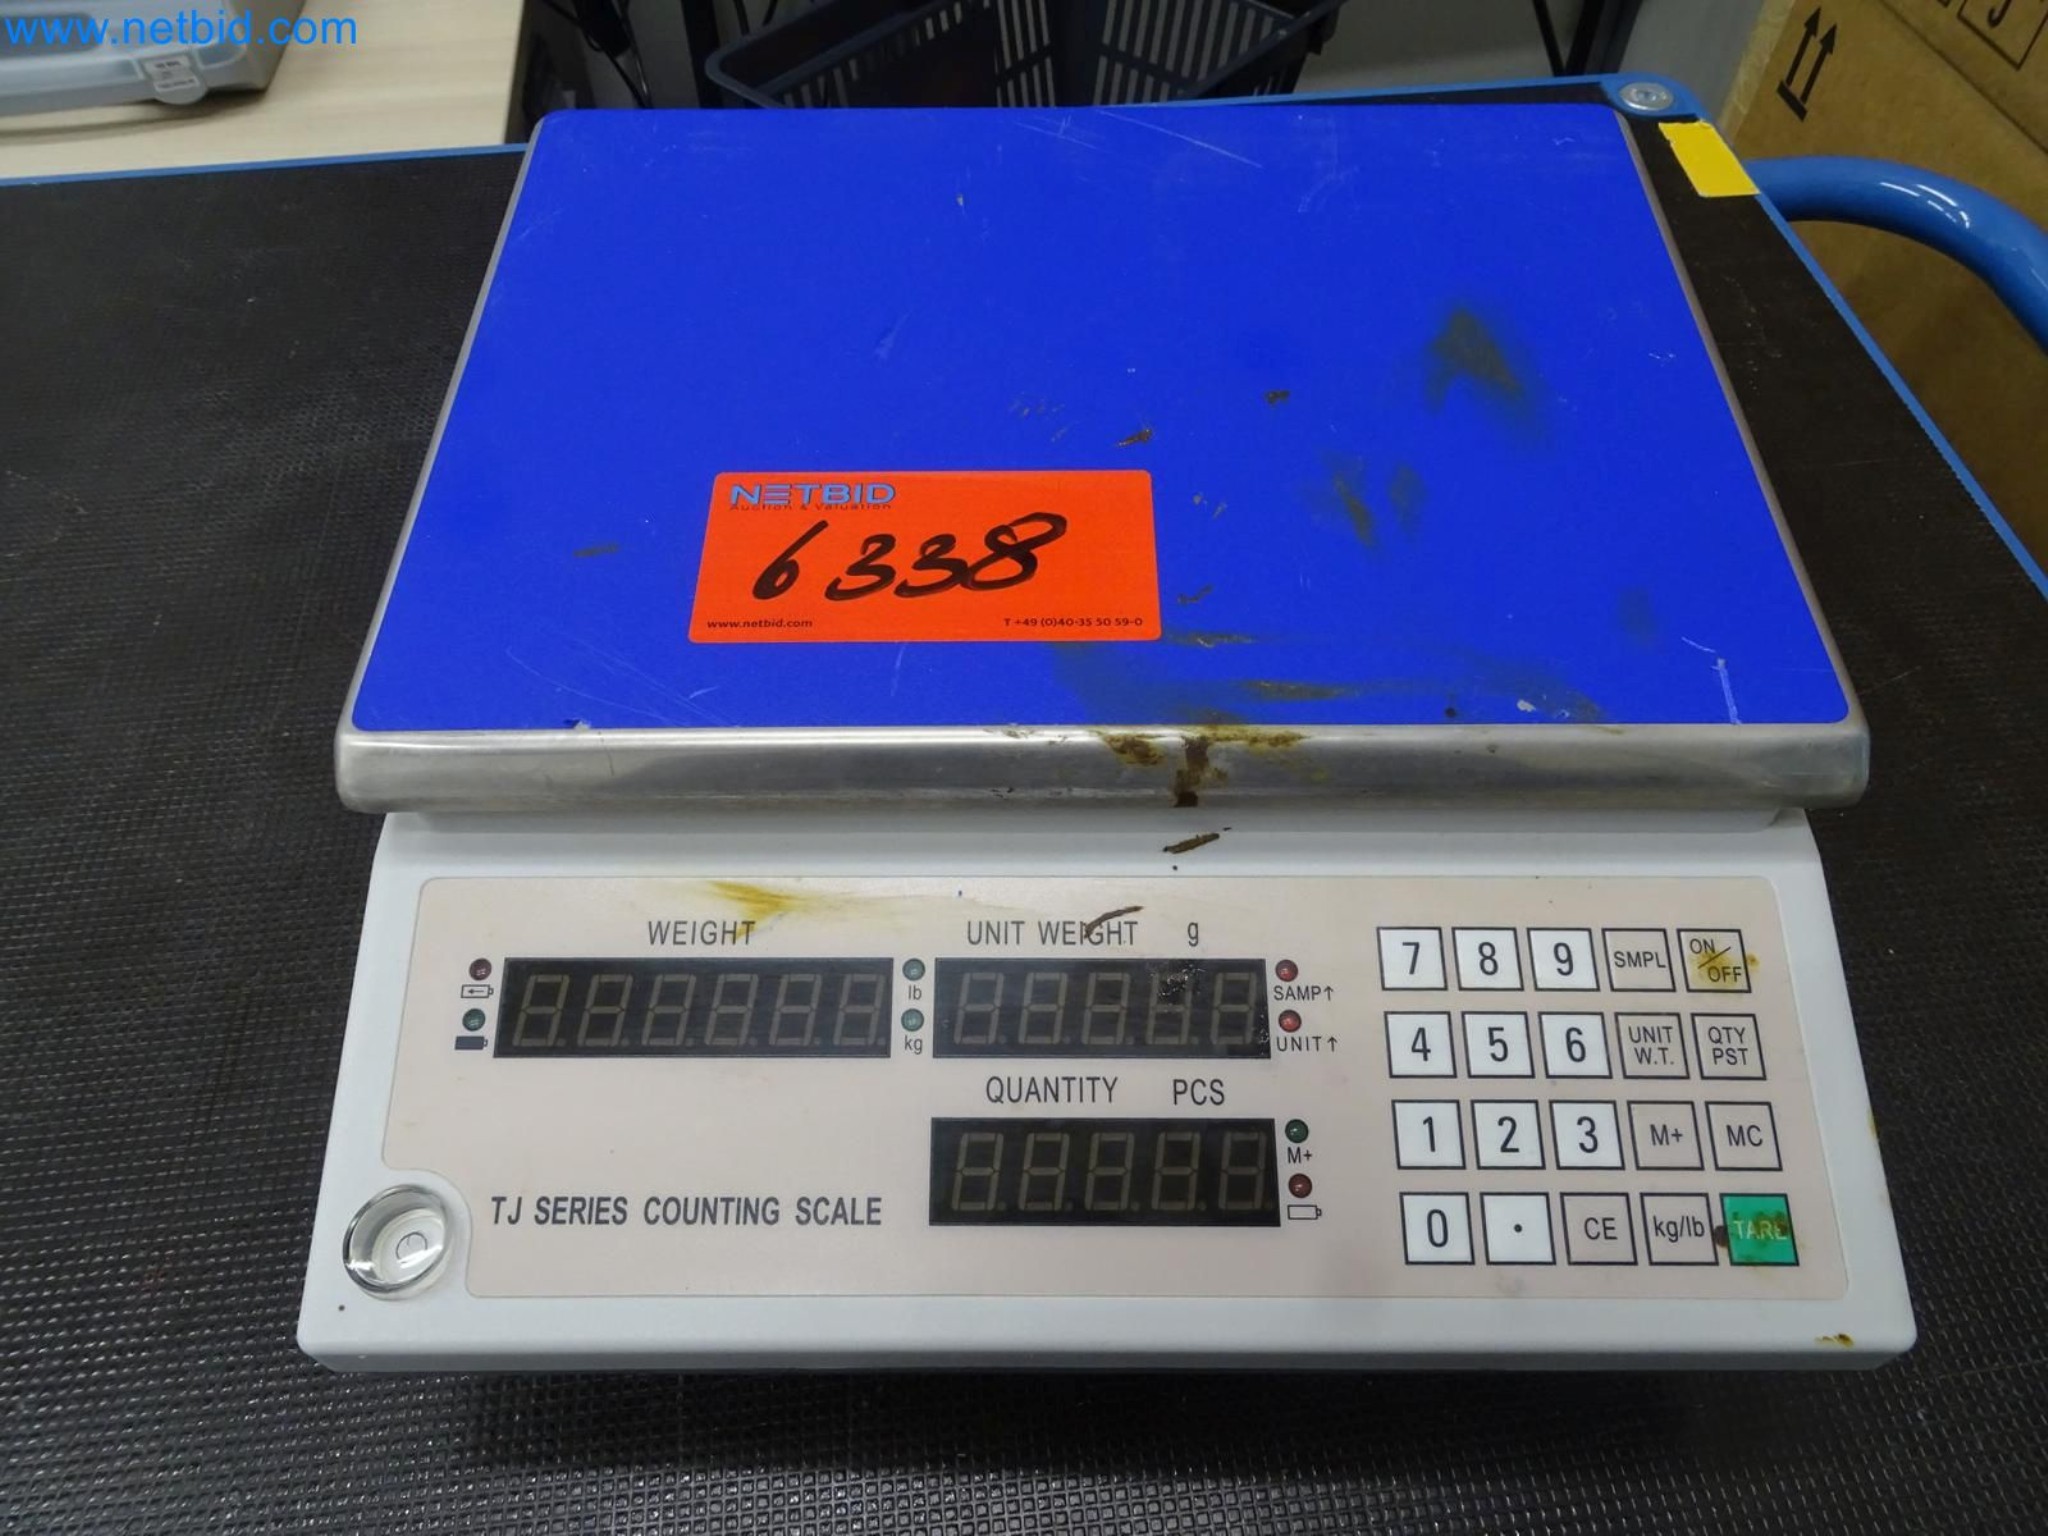 www.netbid.com
NETBID
Auction & Valuation
6338
www.netbid.com T +49 (0)40-35 50 59-0
WEIGHT UNIT WEIGHT g
lb
kg
SAMP↑
UNIT↑
QUANTITY PCS
M+
TJ SERIES COUNTING SCALE
7 8 9 SMPL ON/OFF
4 5 6 UNIT W.T. QTY PST
1 2 3 M+ MC
0 . CE kg/lb TARE